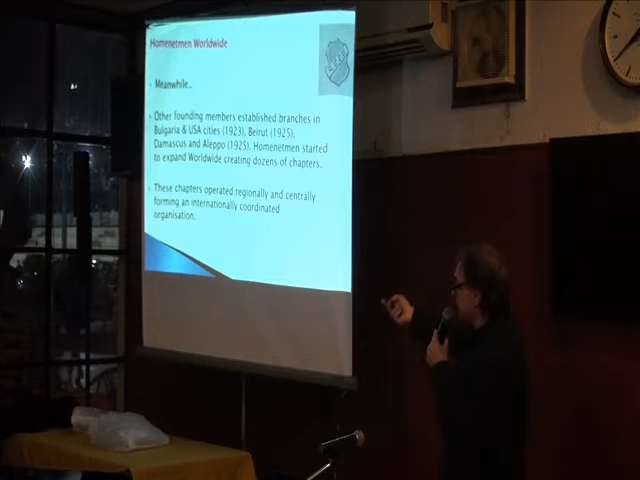 Homenetmen Worldwide
Meanwhile..
Other founding members established branches in
Bulgaria & USA cities (1923), Beirut (1925),
Damascus and Aleppo (1925). Homenetmen started
to expand Worldwide creating dozens of chapters.
These chapters operated regionally and centrally
forming an internationally coordinated
organisation.